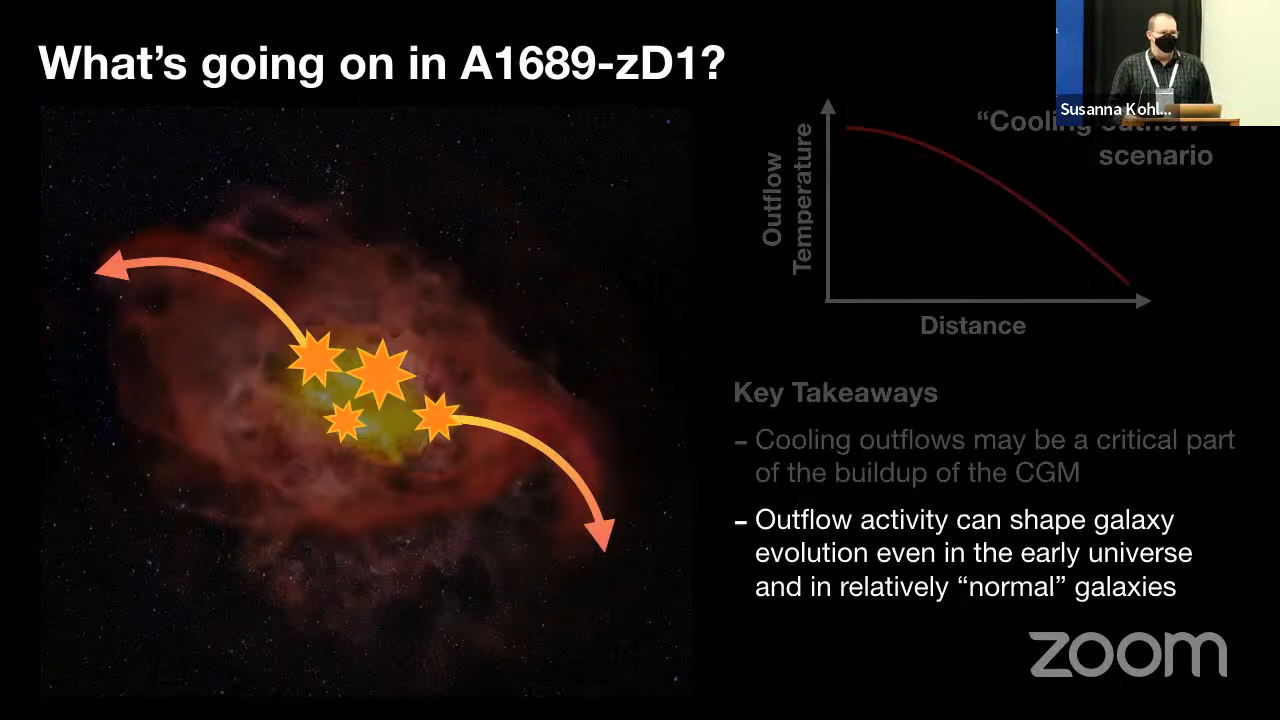 What’s going on in A1689-zD1?
Susanna Kohl...
“Cooling outflow”
scenario
Outflow
Temperature
Distance
Key Takeaways
– Cooling outflows may be a critical part
of the buildup of the CGM
– Outflow activity can shape galaxy
evolution even in the early universe
and in relatively “normal” galaxies
zoom